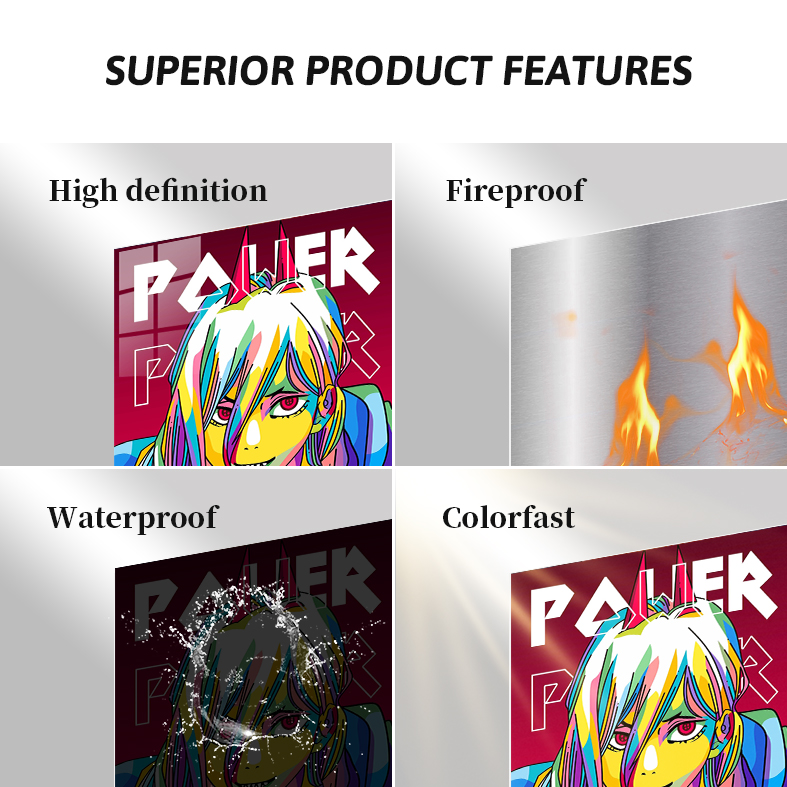 SUPERIOR PRODUCT FEATURES
High definition
Fireproof
POWER
P R
Waterproof
Colorfast
POWER
P R
POWER
P R